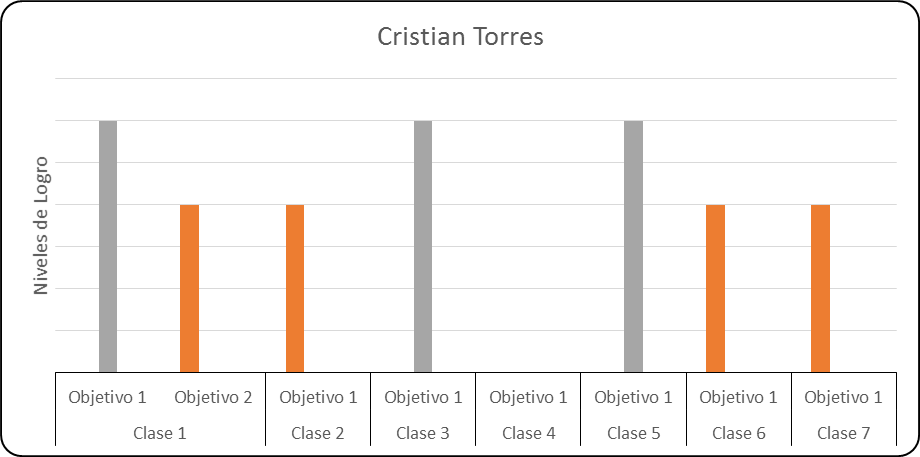 Cristian Torres
Niveles de Logro
Objetivo 1 Objetivo 2 Objetivo 1 Objetivo 1 Objetivo 1 Objetivo 1 Objetivo 1 Objetivo 1
Clase 1 Clase 2 Clase 3 Clase 4 Clase 5 Clase 6 Clase 7